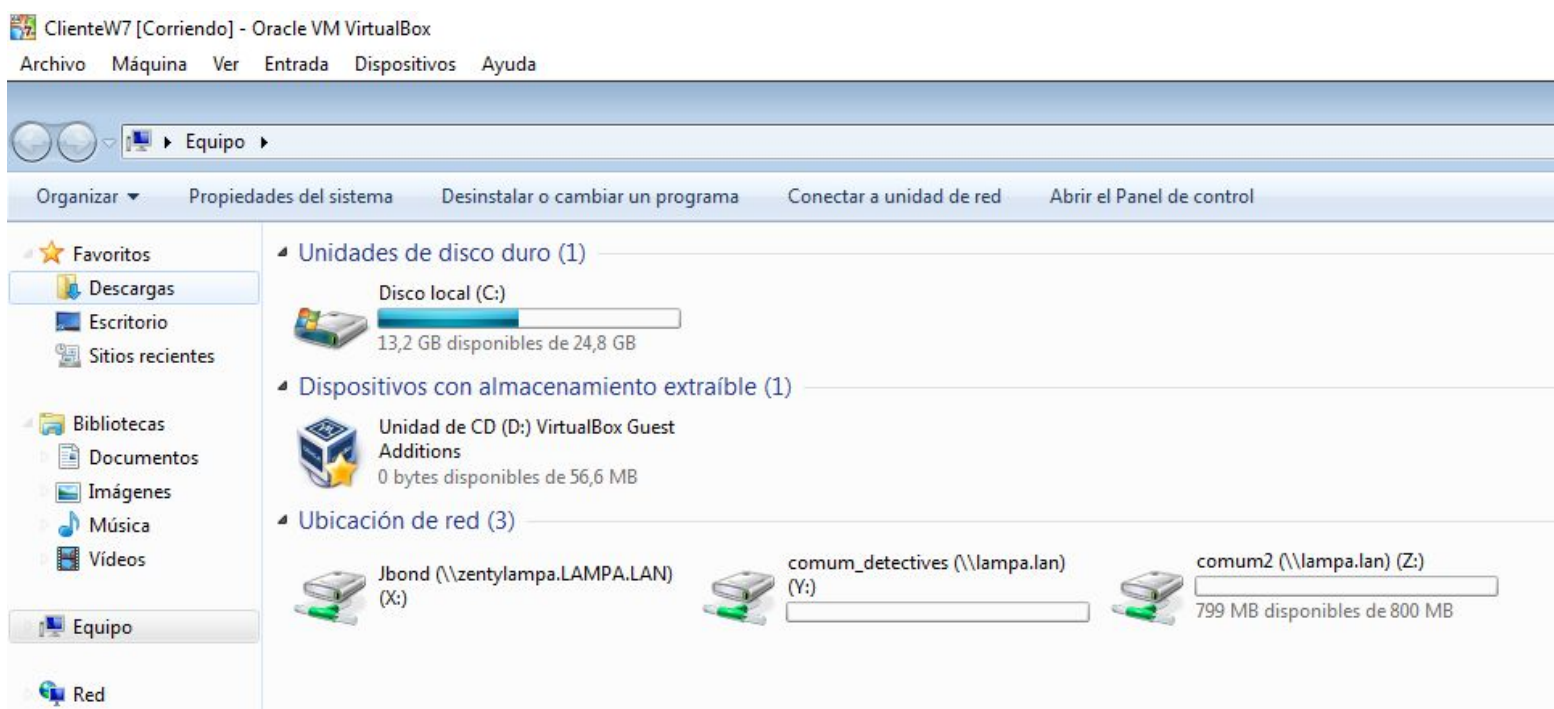 ClienteW7 [Corriendo] - Oracle VM VirtualBox
Archivo Máquina Ver Entrada Dispositivos Ayuda
Equipo
Organizar Propiedades del sistema Desinstalar o cambiar un programa Conectar a unidad de red Abrir el Panel de control
Favoritos
Descargas
Escritorio
Sitios recientes
Bibliotecas
Documentos
Imágenes
Música
Vídeos
Equipo
Red
Unidades de disco duro (1)
Disco local (C:)
13,2 GB disponibles de 24,8 GB
Dispositivos con almacenamiento extraíble (1)
Unidad de CD (D:) VirtualBox Guest
Additions
0 bytes disponibles de 56,6 MB
Ubicación de red (3)
Jbond (\\zentylampa.LAMPA.LAN)
(X:)
comum_detectives (\\lampa.lan)
(Y:)
comum2 (\\lampa.lan) (Z:)
799 MB disponibles de 800 MB